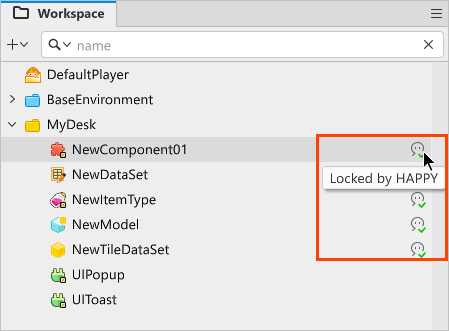 Workspace
name
DefaultPlayer
BaseEnvironment
MyDesk
NewComponent01
NewDataSet
Locked by HAPPY
NewItemType
NewModel
NewTileDataSet
UIPopup
UIToast